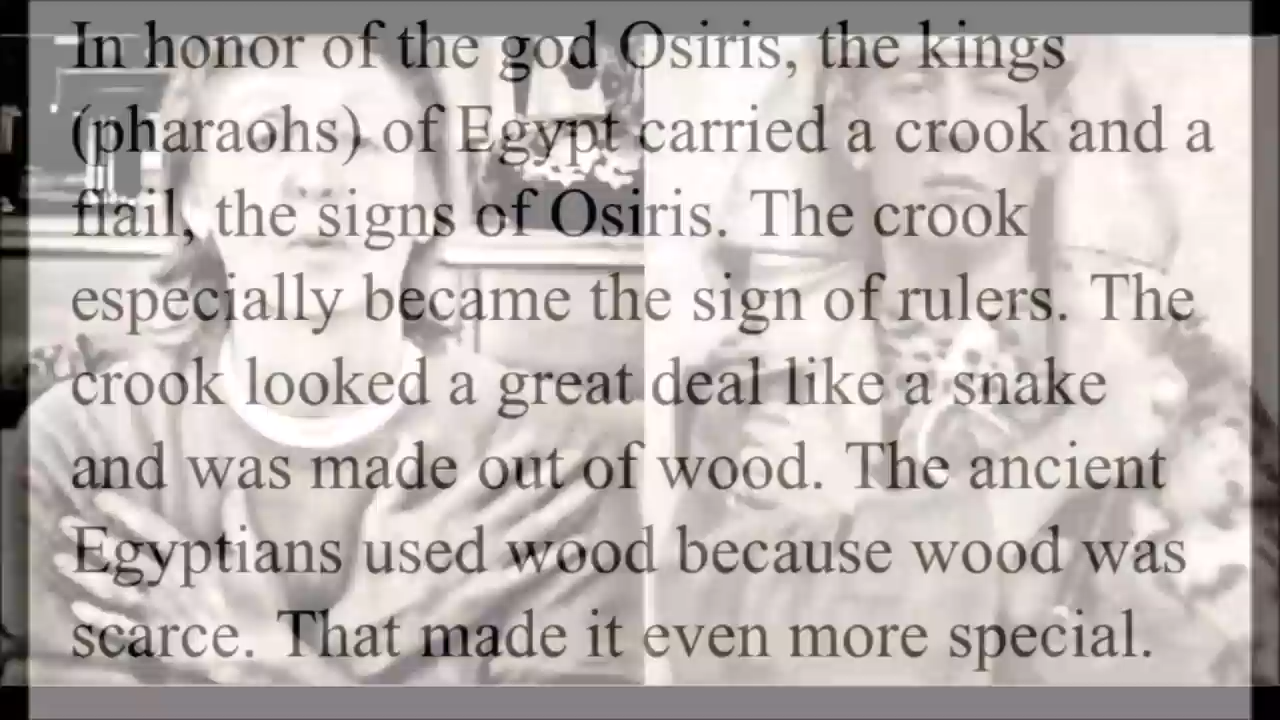 In honor of the god Osiris, the kings
(pharaohs) of Egypt carried a crook and a
flail, the signs of Osiris. The crook
especially became the sign of rulers. The
crook looked a great deal like a snake
and was made out of wood. The ancient
Egyptians used wood because wood was
scarce. That made it even more special.